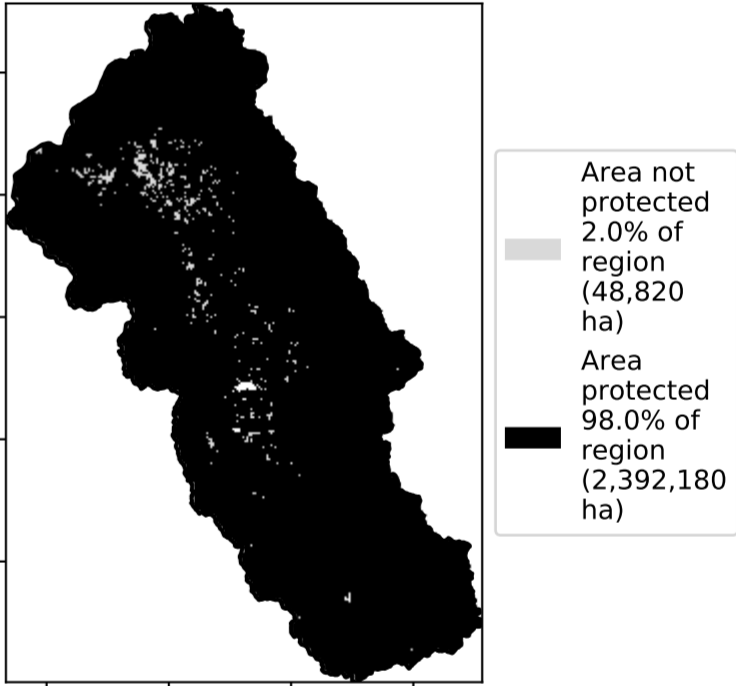 Area not
protected
2.0% of
region
(48,820
ha)
Area
protected
98.0% of
region
(2,392,180
ha)